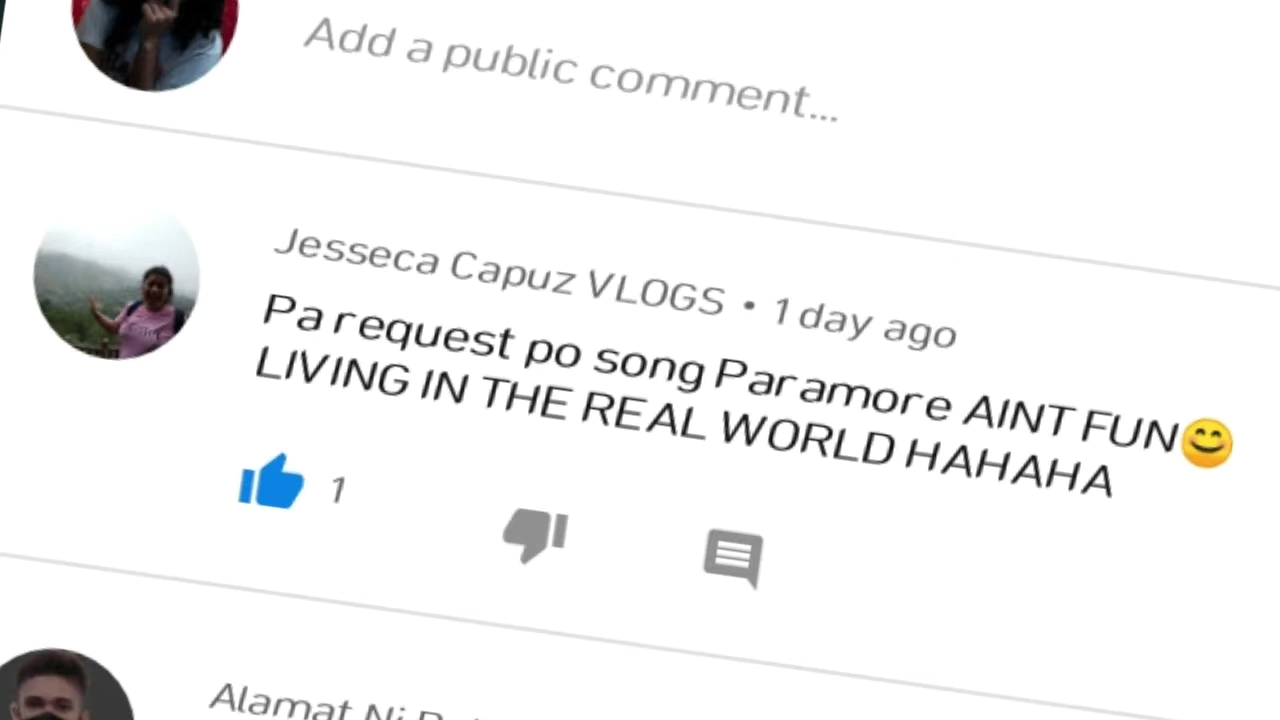 Add a public comment...
Jesseca Capuz VLOGS • 1 day ago
Pa request po song Paramore AINT FUN😊
LIVING IN THE REAL WORLD HAHAHA
1
Alamat Ni